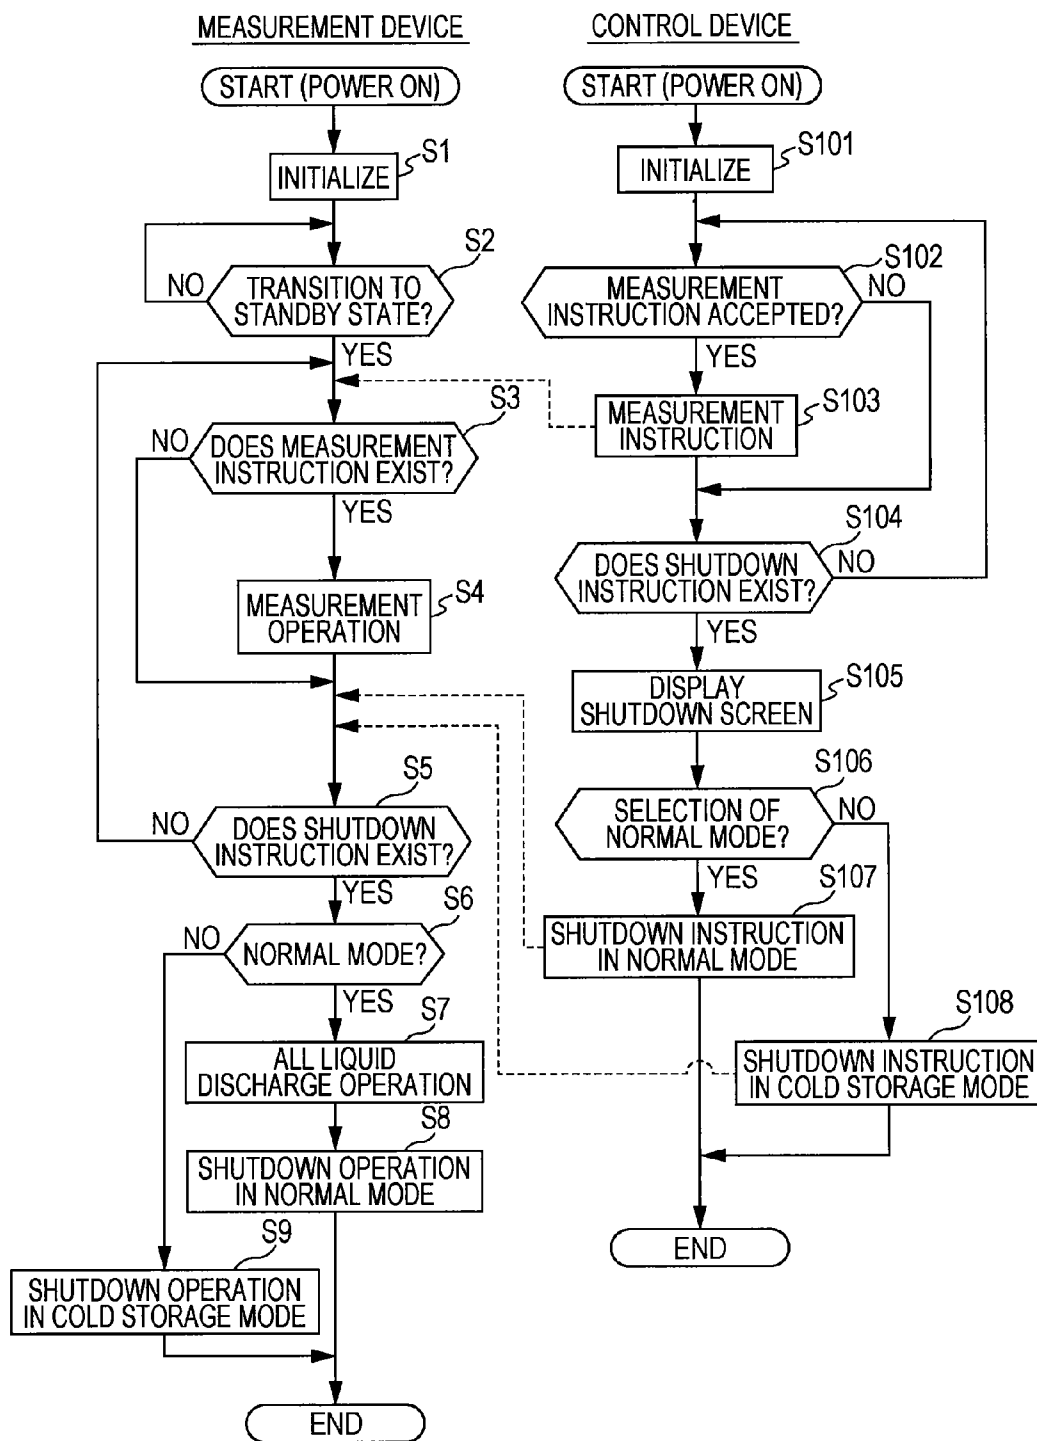 MEASUREMENT DEVICE
START (POWER ON)
S1
INITIALIZE
S2
NO
TRANSITION TO
STANDBY STATE?
YES
S3
NO
DOES MEASUREMENT
INSTRUCTION EXIST?
YES
S4
MEASUREMENT
OPERATION
S5
NO
DOES SHUTDOWN
INSTRUCTION EXIST?
YES
S6
NO
NORMAL MODE?
YES
S7
ALL LIQUID
DISCHARGE OPERATION
S8
SHUTDOWN OPERATION
IN NORMAL MODE
S9
SHUTDOWN OPERATION
IN COLD STORAGE MODE
END
CONTROL DEVICE
START (POWER ON)
S101
INITIALIZE
S102
MEASUREMENT
INSTRUCTION ACCEPTED?
NO
YES
S103
MEASUREMENT
INSTRUCTION
S104
DOES SHUTDOWN
INSTRUCTION EXIST?
NO
YES
S105
DISPLAY
SHUTDOWN SCREEN
S106
SELECTION OF
NORMAL MODE?
NO
YES
S107
SHUTDOWN INSTRUCTION
IN NORMAL MODE
S108
SHUTDOWN INSTRUCTION
IN COLD STORAGE MODE
END